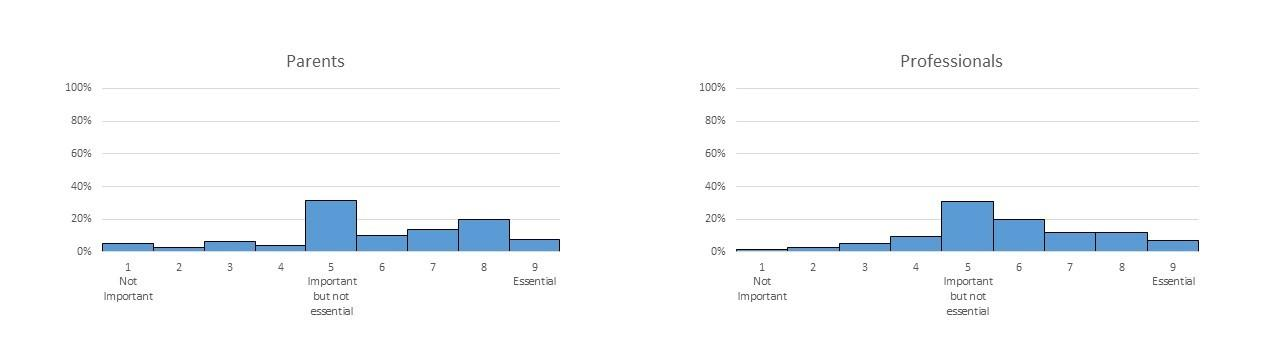 Parents
100%
80%
60%
40%
20%
0%
1 2 3 4 5 6 7 8 9
Not Important Essential
Important but not
essential
Professionals
100%
80%
60%
40%
20%
0%
1 2 3 4 5 6 7 8 9
Not Important Essential
Important but not
essential